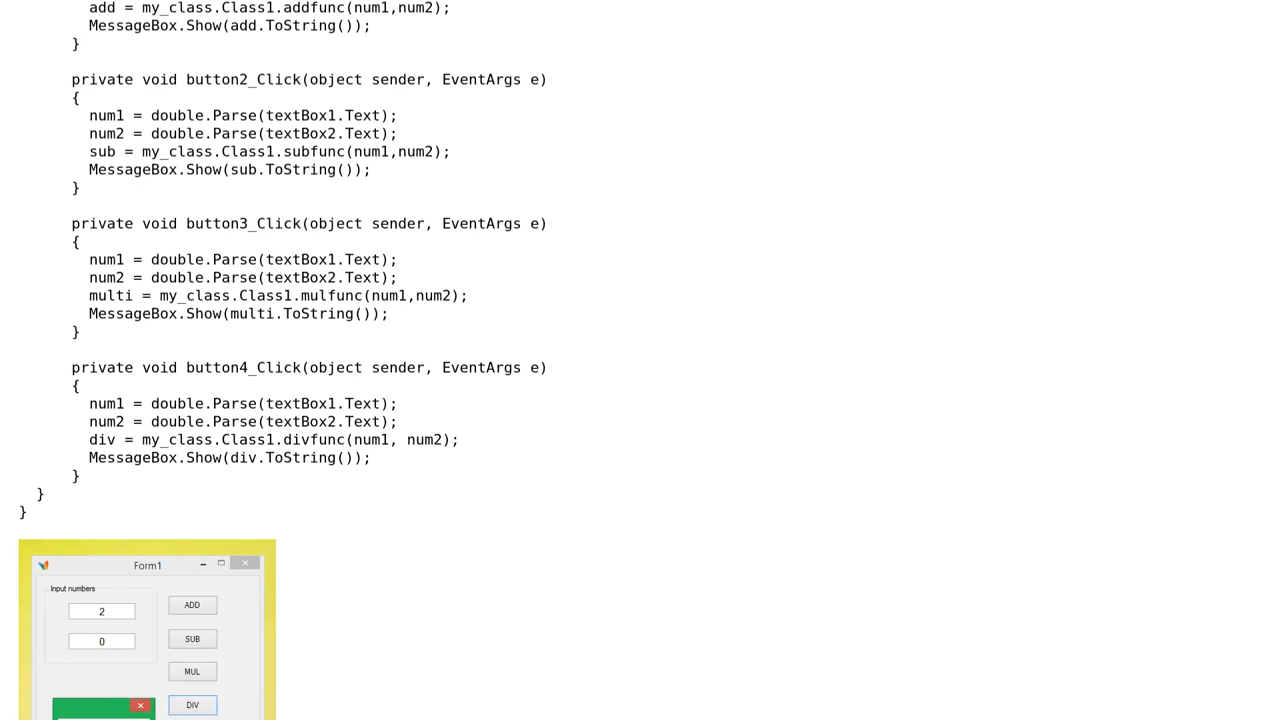 add = my_class.Class1.addfunc(num1,num2);
MessageBox.Show(add.ToString());
}
private void button2_Click(object sender, EventArgs e)
{
num1 = double.Parse(textBox1.Text);
num2 = double.Parse(textBox2.Text);
sub = my_class.Class1.subfunc(num1,num2);
MessageBox.Show(sub.ToString());
}
private void button3_Click(object sender, EventArgs e)
{
num1 = double.Parse(textBox1.Text);
num2 = double.Parse(textBox2.Text);
multi = my_class.Class1.mulfunc(num1,num2);
MessageBox.Show(multi.ToString());
}
private void button4_Click(object sender, EventArgs e)
{
num1 = double.Parse(textBox1.Text);
num2 = double.Parse(textBox2.Text);
div = my_class.Class1.divfunc(num1, num2);
MessageBox.Show(div.ToString());
}
}
}
Form1
Input numbers
2
ADD
0
SUB
MUL
DIV